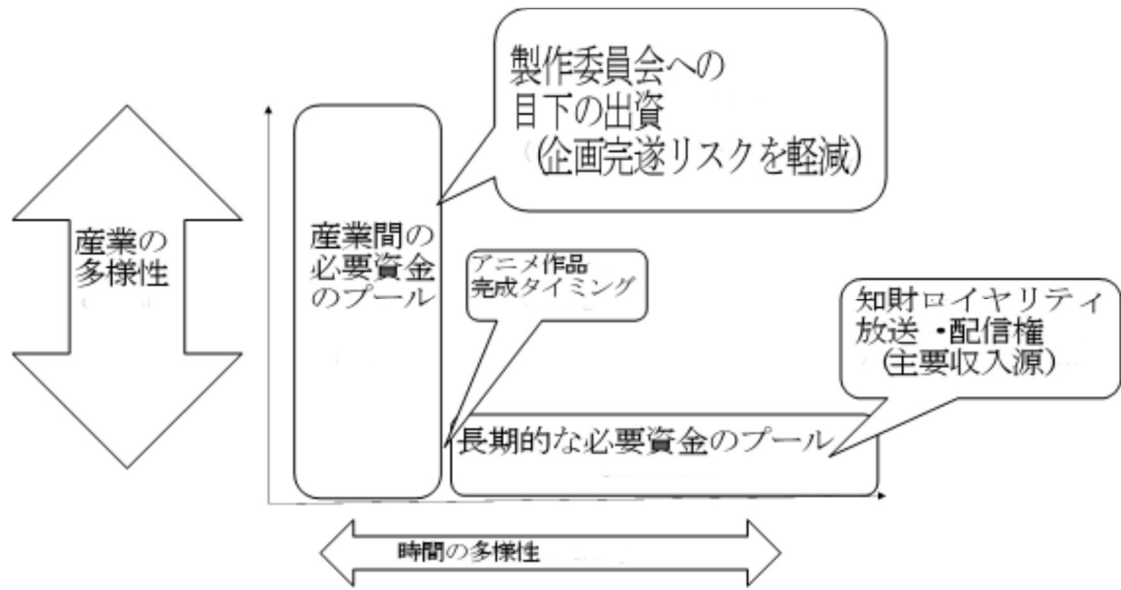 製作委員会への
目下の出資
(企画完遂リスクを軽減)
産業の
多様性
産業間の
必要資金
のプール
アニメ作品
完成タイミング
知財ロイヤリティ
放送・配信権
(主要収入源)
長期的な必要資金のプール
時間の多様性